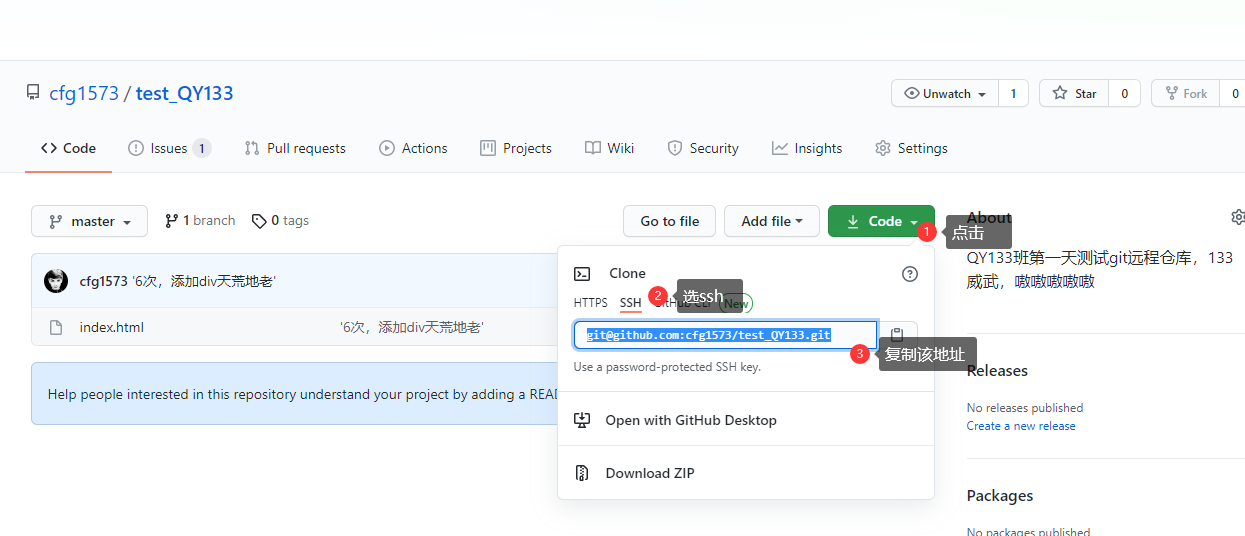 cfg1573 / test_QY133
Unwatch 1 Star 0 Fork 0
Code Issues 1 Pull requests Actions Projects Wiki Security Insights Settings
master 1 branch 0 tags Go to file Add file Code
1 点击
cfg1573 '6次，添加div天荒地老'
index.html '6次，添加div天荒地老'
Help people interested in this repository understand your project by adding a
Clone
HTTPS SSH 2 选ssh New
git@github.com:cfg1573/test_QY133.git
3 复制该地址
Use a password-protected SSH key.
Open with GitHub Desktop
Download ZIP
About
QY133班第一天测试git远程仓库，133
威武，嗷嗷嗷嗷嗷
Releases
No releases published
Create a new release
Packages
No packages published